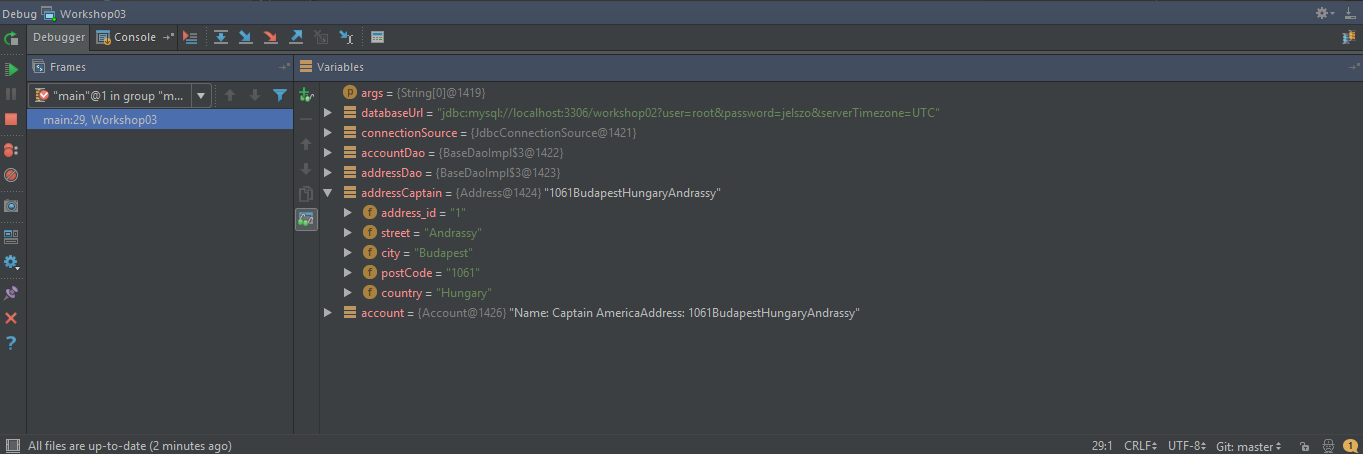 Debug Workshop03
Debugger Console
Frames
Variables
"main"@1 in group "m...
main:29, Workshop03
args = {String[0]@1419}
databaseUrl = "jdbc:mysql://localhost:3306/workshop02?user=root&password=jelszo&serverTimezone=UTC"
connectionSource = {JdbcConnectionSource@1421}
accountDao = {BaseDaoImpl$3@1422}
addressDao = {BaseDaoImpl$3@1423}
addressCaptain = {Address@1424} "1061BudapestHungaryAndrassy"
address_id = "1"
street = "Andrassy"
city = "Budapest"
postCode = "1061"
country = "Hungary"
account = {Account@1426} "Name: Captain AmericaAddress: 1061BudapestHungaryAndrassy"
All files are up-to-date (2 minutes ago)
29:1 CRLF UTF-8 Git: master 1